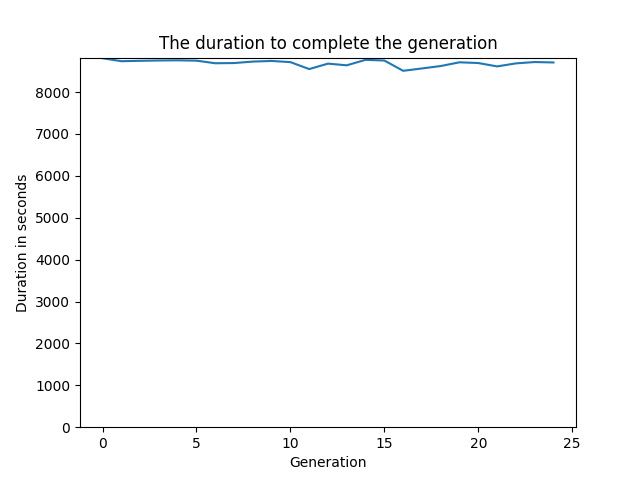 The duration to complete the generation
8000
7000
6000
5000
4000
3000
2000
1000
0
Duration in seconds
0 5 10 15 20 25
Generation